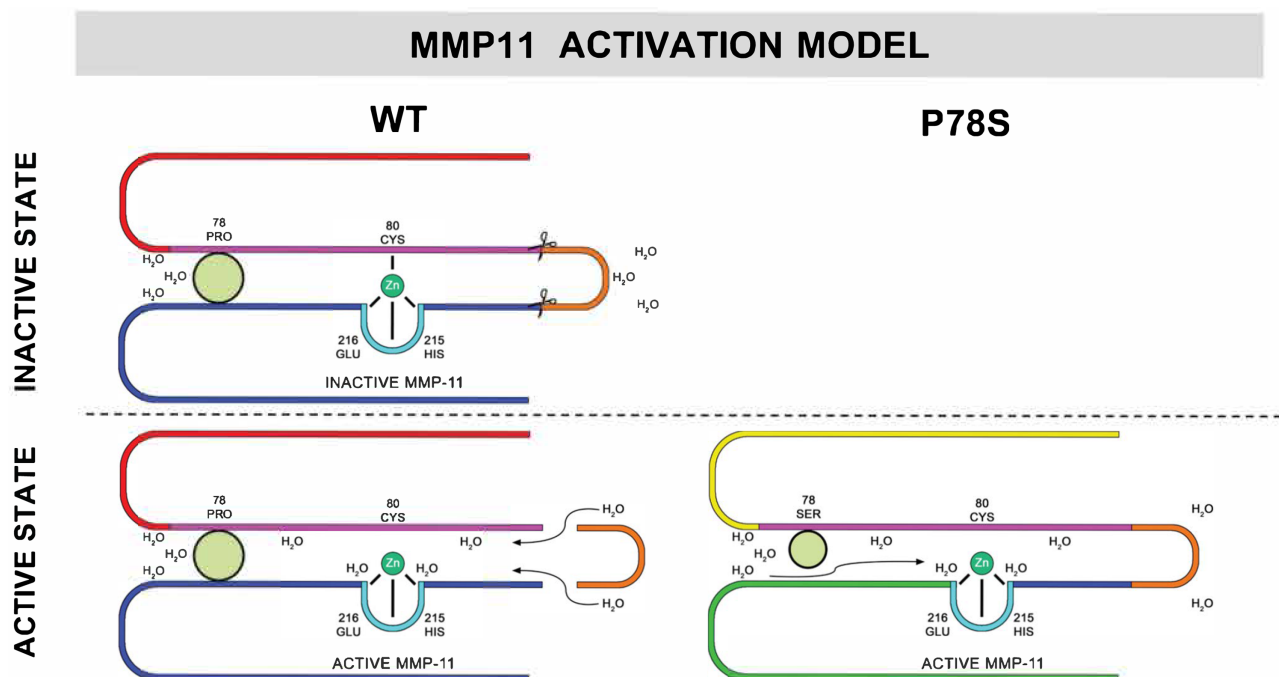 MMP11 ACTIVATION MODEL
WT
P78S
INACTIVE STATE
78
PRO
80
CYS
H₂O
H₂O
H₂O
H₂O
H₂O
H₂O
Zn
216
GLU
215
HIS
INACTIVE MMP-11
ACTIVE STATE
78
PRO
80
CYS
H₂O
H₂O
H₂O
H₂O
H₂O
H₂O
H₂O
Zn
H₂O
H₂O
216
GLU
215
HIS
ACTIVE MMP-11
78
SER
80
CYS
H₂O
H₂O
H₂O
H₂O
H₂O
H₂O
Zn
H₂O
H₂O
H₂O
216
GLU
215
HIS
ACTIVE MMP-11